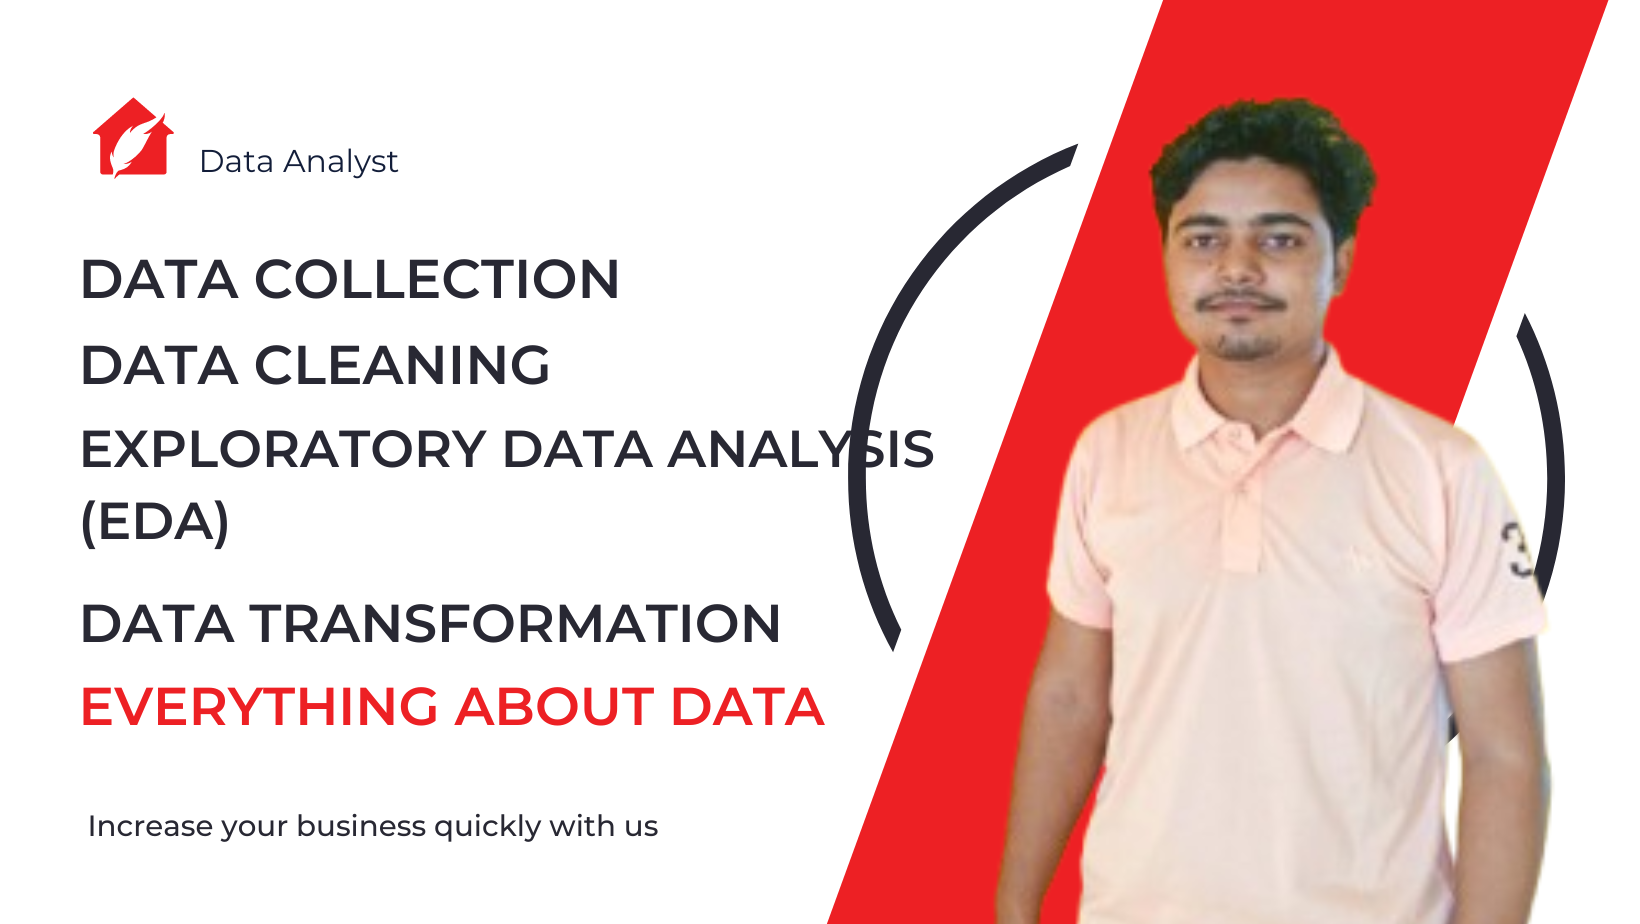 Data Analyst
DATA COLLECTION
DATA CLEANING
EXPLORATORY DATA ANALYSIS
(EDA)
DATA TRANSFORMATION
EVERYTHING ABOUT DATA
Increase your business quickly with us
3